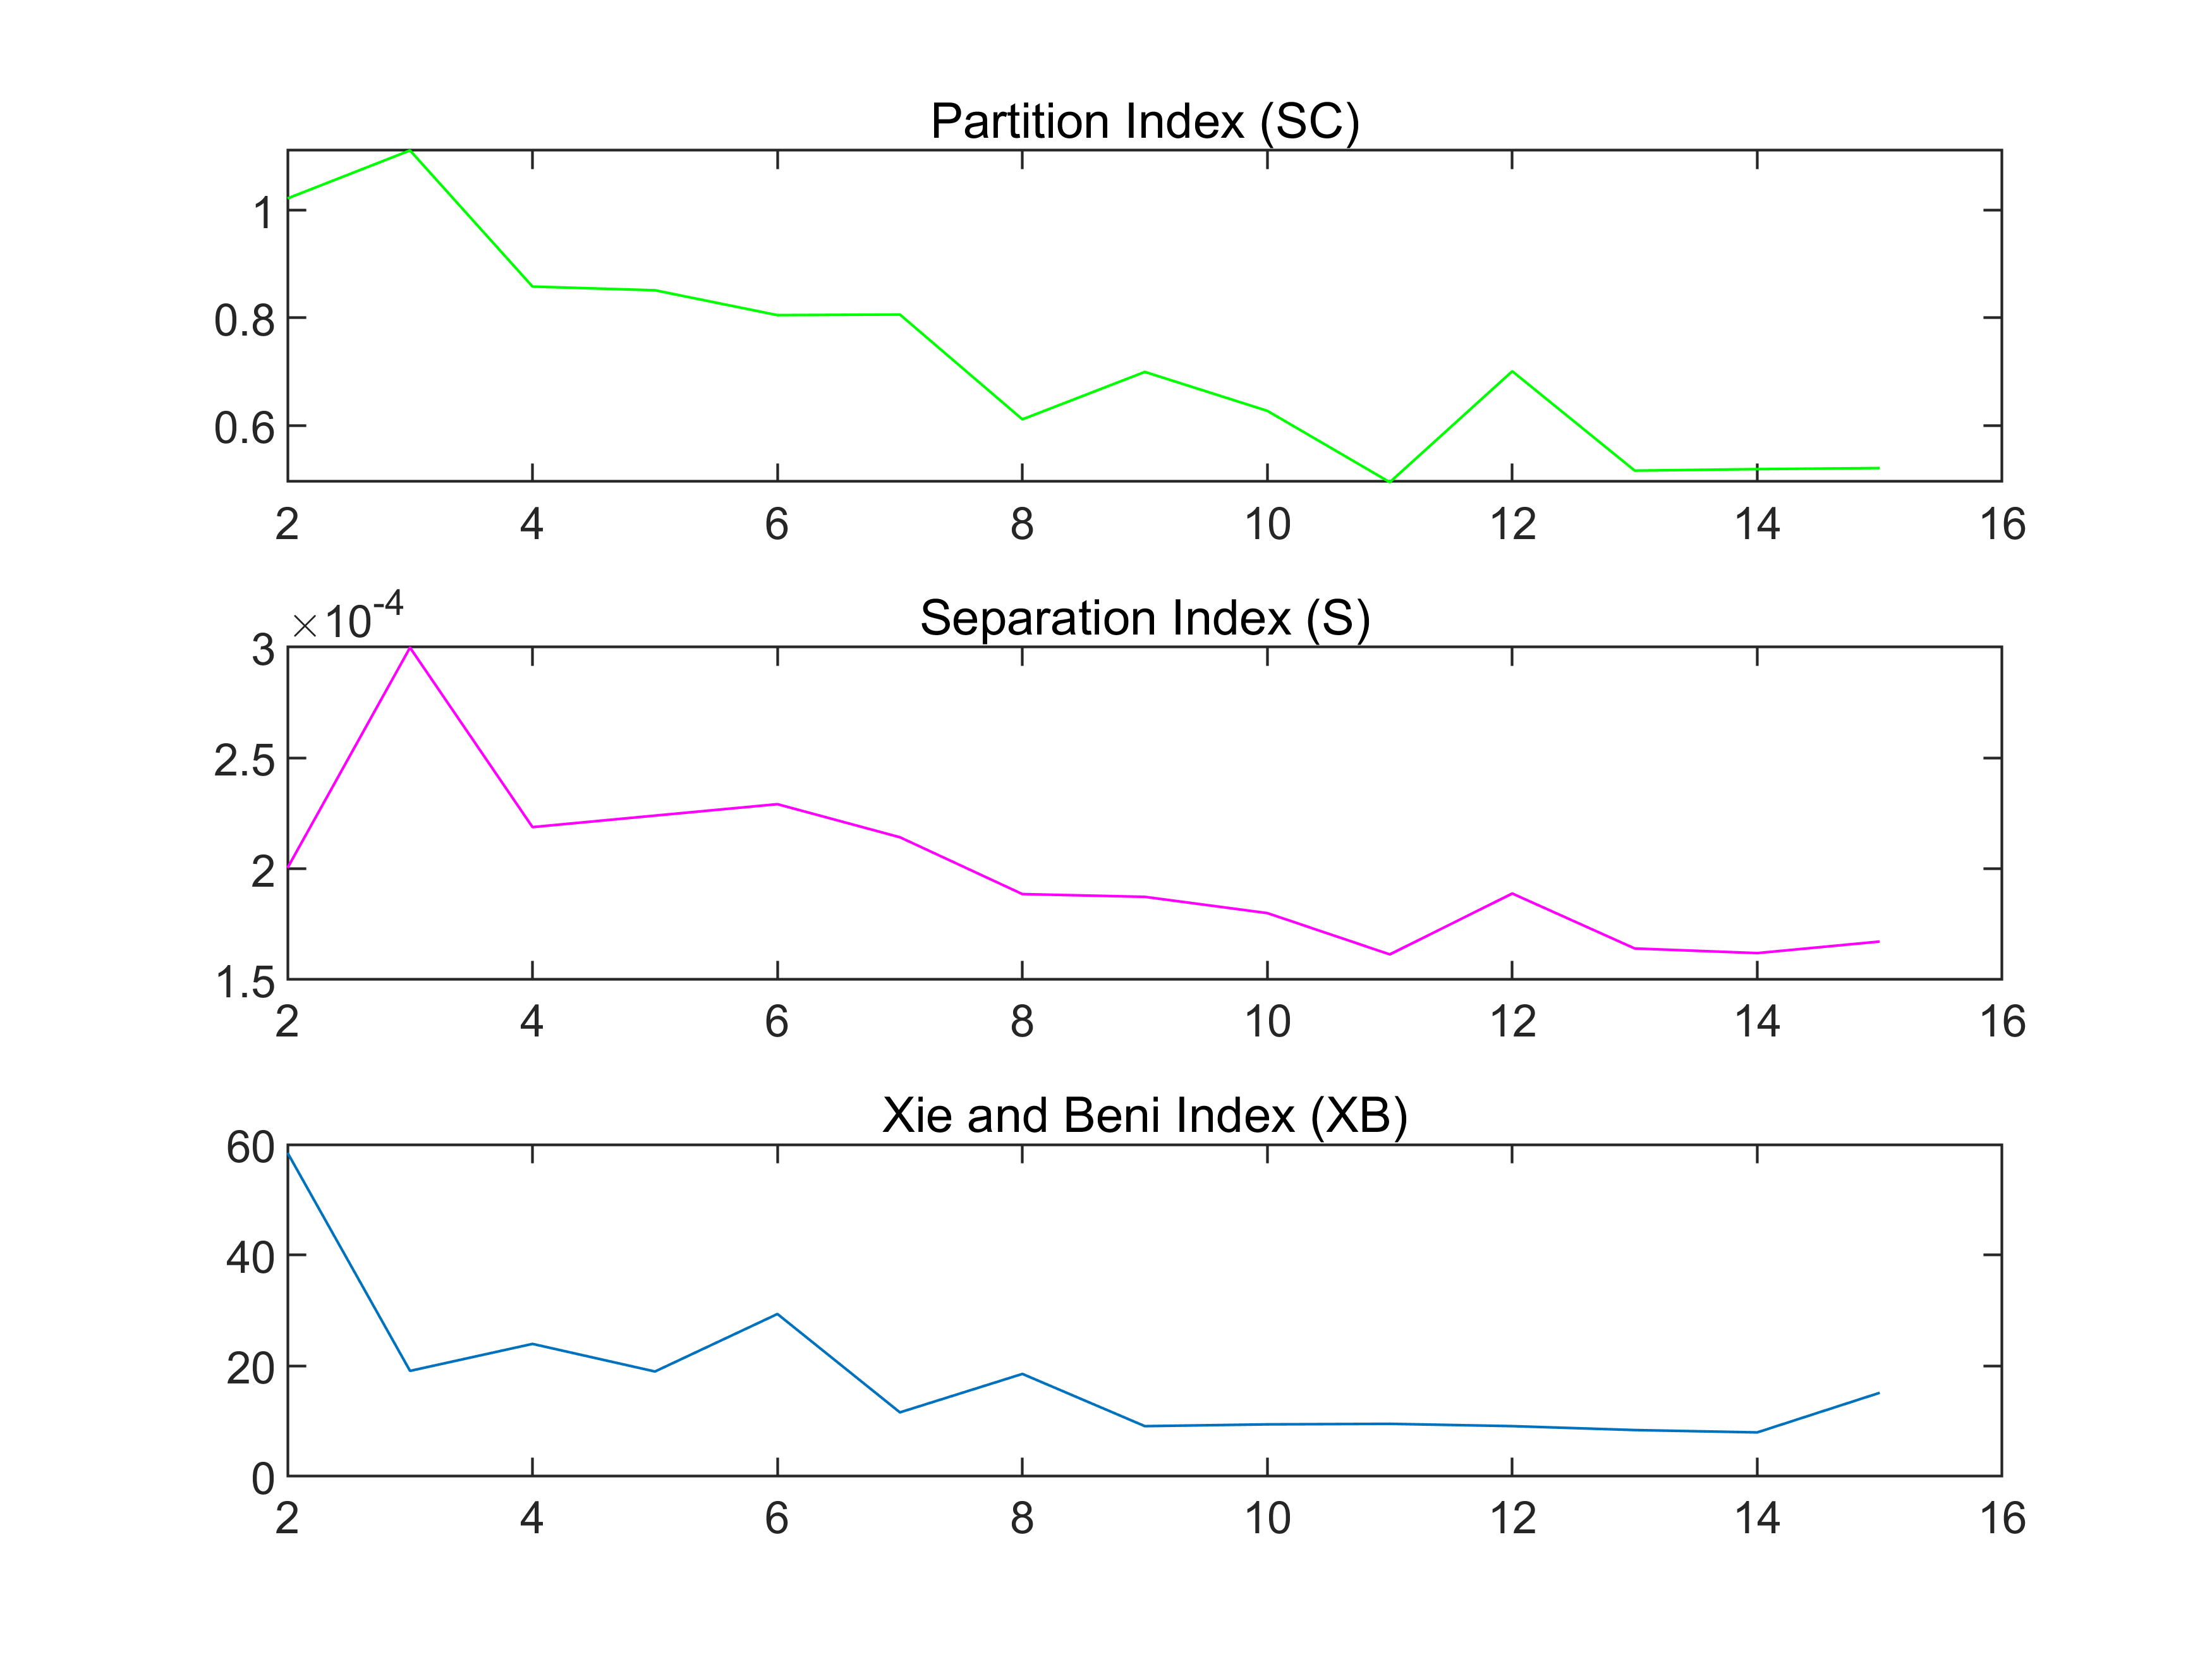 Partition Index (SC)
1
0.8
0.6
2 4 6 8 10 12 14 16
×10-4
Separation Index (S)
3
2.5
2
1.5
2 4 6 8 10 12 14 16
Xie and Beni Index (XB)
60
40
20
0
2 4 6 8 10 12 14 16